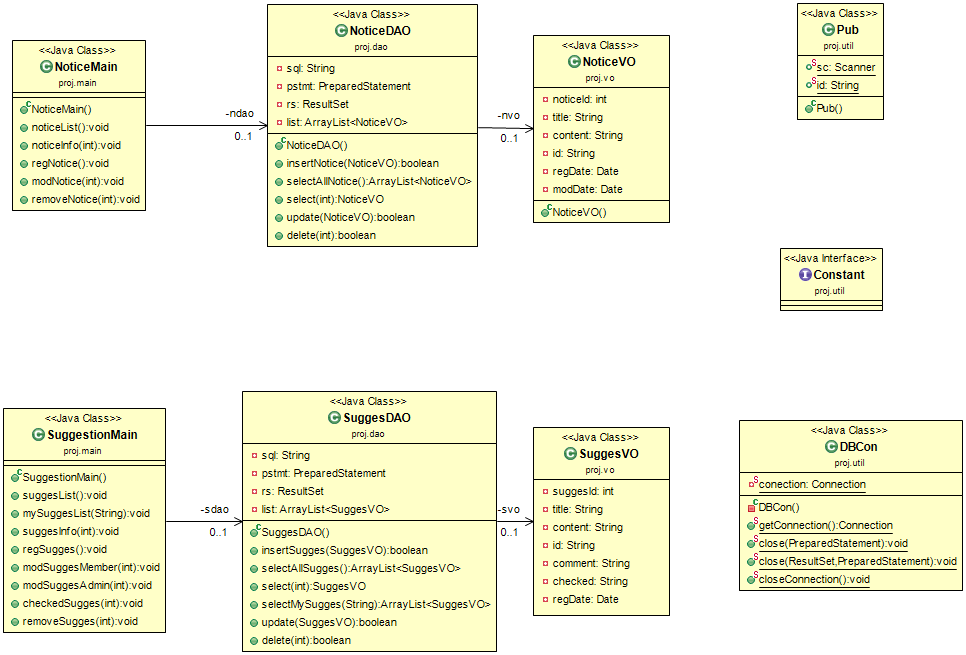 <<Java Class>>
NoticeMain
proj.main
NoticeMain()
noticeList():void
noticeInfo(int):void
regNotice():void
modNotice(int):void
removeNotice(int):void
-ndao
0..1
<<Java Class>>
NoticeDAO
proj.dao
sql: String
pstmt: PreparedStatement
rs: ResultSet
list: ArrayList<NoticeVO>
NoticeDAO()
insertNotice(NoticeVO):boolean
selectAllNotice():ArrayList<NoticeVO>
select(int):NoticeVO
update(NoticeVO):boolean
delete(int):boolean
-nvo
0..1
<<Java Class>>
NoticeVO
proj.vo
noticeId: int
title: String
content: String
id: String
regDate: Date
modDate: Date
NoticeVO()
<<Java Class>>
Pub
proj.util
sc: Scanner
id: String
Pub()
<<Java Interface>>
Constant
proj.util
<<Java Class>>
SuggestionMain
proj.main
SuggestionMain()
suggesList():void
mySuggesList(String):void
suggesInfo(int):void
regSugges():void
modSuggesMember(int):void
modSuggesAdmin(int):void
checkedSugges(int):void
removeSugges(int):void
-sdao
0..1
<<Java Class>>
SuggesDAO
proj.dao
sql: String
pstmt: PreparedStatement
rs: ResultSet
list: ArrayList<SuggesVO>
SuggesDAO()
insertSugges(SuggesVO):boolean
selectAllSugges():ArrayList<SuggesVO>
select(int):SuggesVO
selectMySugges(String):ArrayList<SuggesVO>
update(SuggesVO):boolean
delete(int):boolean
-svo
0..1
<<Java Class>>
SuggesVO
proj.vo
suggesId: int
title: String
content: String
id: String
comment: String
checked: String
regDate: Date
<<Java Class>>
DBCon
proj.util
conection: Connection
DBCon()
getConnection():Connection
close(PreparedStatement):void
close(ResultSet,PreparedStatement):void
closeConnection():void